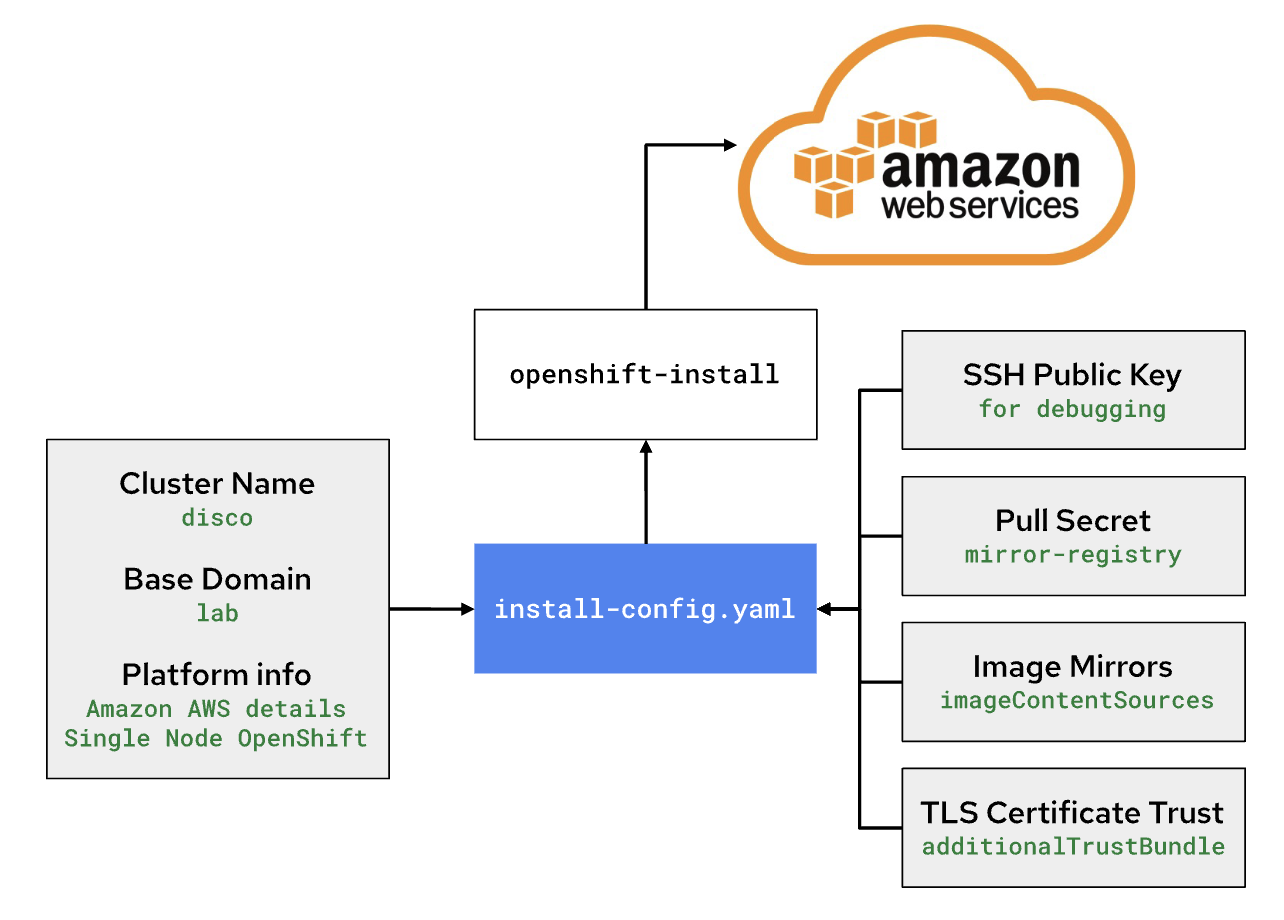 amazon
web services
openshift-install
SSH Public Key
for debugging
Cluster Name
disco
Pull Secret
mirror-registry
Base Domain
lab
install-config.yaml
Platform info
Amazon AWS details
Single Node OpenShift
Image Mirrors
imageContentSources
TLS Certificate Trust
additionalTrustBundle